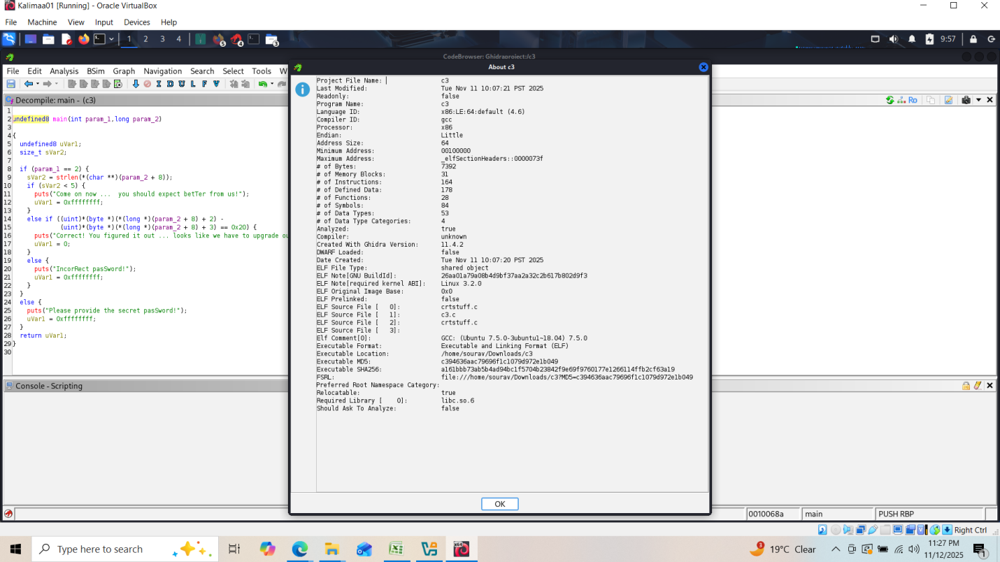 Kalimaa01 [Running] - Oracle VirtualBox
File Machine View Input Devices Help
1 2 3 4 5 4 3 9:57
CodeBrowser: Ghidraproject:/c3
File Edit Analysis BSim Graph Navigation Search Select Tools W
I D U L F V
Decompile: main - (c3)
Ro
1
2 undefined8 main(int param_1,long param_2)
3
4 {
5 undefined8 uVar1;
6 size_t sVar2;
7
8 if (param_1 == 2) {
9 sVar2 = strlen(*(char **)(param_2 + 8));
10 if (sVar2 < 5) {
11 puts("Come on now ... you should expect betTer from us!");
12 uVar1 = 0xffffffff;
13 }
14 else if ((uint)*(byte *)(*(long *)(param_2 + 8) + 2) -
15 (uint)*(byte *)(*(long *)(param_2 + 8) + 3) == 0x20) {
16 puts("Correct! You figured it out ... looks like we have to upgrade ou
17 uVar1 = 0;
18 }
19 else {
20 puts("IncorRect pasSword!");
21 uVar1 = 0xffffffff;
22 }
23 }
24 else {
25 puts("Please provide the secret pasSword!");
26 uVar1 = 0xffffffff;
27 }
28 return uVar1;
29 }
30
About c3
Project File Name: c3
Last Modified: Tue Nov 11 10:07:21 PST 2025
Readonly: false
Program Name: c3
Language ID: x86:LE:64:default (4.6)
Compiler ID: gcc
Processor: x86
Endian: Little
Address Size: 64
Minimum Address: 00100000
Maximum Address: _elfSectionHeaders::0000073f
# of Bytes: 7392
# of Memory Blocks: 31
# of Instructions: 164
# of Defined Data: 178
# of Functions: 28
# of Symbols: 84
# of Data Types: 53
# of Data Type Categories: 4
Analyzed: true
Compiler: unknown
Created With Ghidra Version: 11.4.2
DWARF Loaded: false
Date Created: Tue Nov 11 10:07:20 PST 2025
ELF File Type: shared object
ELF Note[GNU BuildId]: 26aa01a79a08b4d9bf37aa2a32c2b617b802d9f3
ELF Note[required kernel ABI]: Linux 3.2.0
ELF Original Image Base: 0x0
ELF Prelinked: false
ELF Source File [ 0]: crtstuff.c
ELF Source File [ 1]: c3.c
ELF Source File [ 2]: crtstuff.c
ELF Source File [ 3]:
Elf Comment[0]: GCC: (Ubuntu 7.5.0-3ubuntu1~18.04) 7.5.0
Executable Format: Executable and Linking Format (ELF)
Executable Location: /home/sourav/Downloads/c3
Executable MD5: c394636aac79696f1c1079d972e1b049
Executable SHA256: a161bbb73ab5b4ad94bc1f5704b23842f9e69f9760177e1266114ffb2cf63a19
FSRL: file:///home/sourav/Downloads/c3?MD5=c394636aac79696f1c1079d972e1b049
Preferred Root Namespace Category:
Relocatable: true
Required Library [ 0]: libc.so.6
Should Ask To Analyze: false
OK
Console - Scripting
0010068a main PUSH RBP
Right Ctrl
Type here to search
3 19°C Clear
11:27 PM
11/12/2025
1